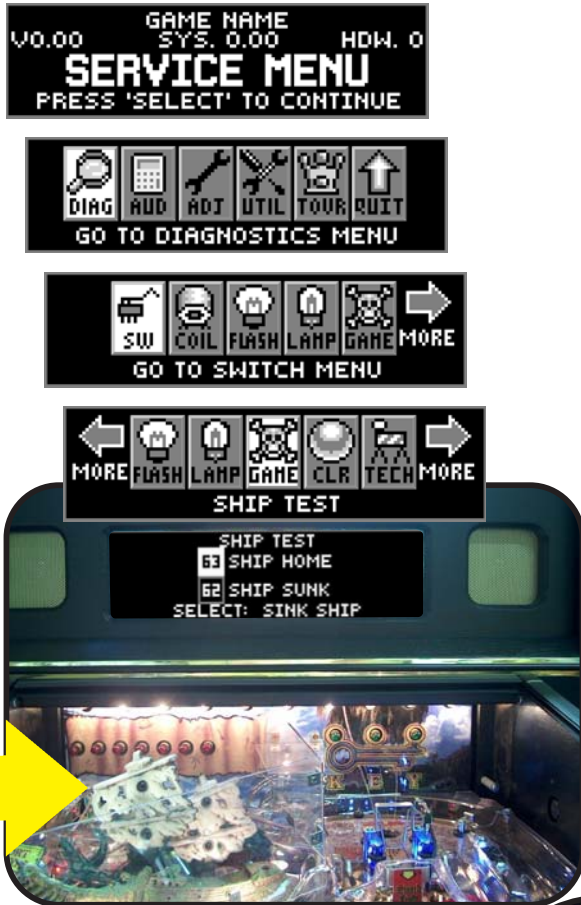 GAME NAME
V0.00 SYS. 0.00 HDW. 0
SERVICE MENU
PRESS 'SELECT' TO CONTINUE
DIAG AUD ADJ UTIL TOUR QUIT
GO TO DIAGNOSTICS MENU
SW COIL FLASH LAMP GAME MORE
GO TO SWITCH MENU
MORE FLASH LAMP GAME CLR TECH MORE
SHIP TEST
SHIP TEST
63 SHIP HOME
62 SHIP SUNK
SELECT: SINK SHIP
K E Y